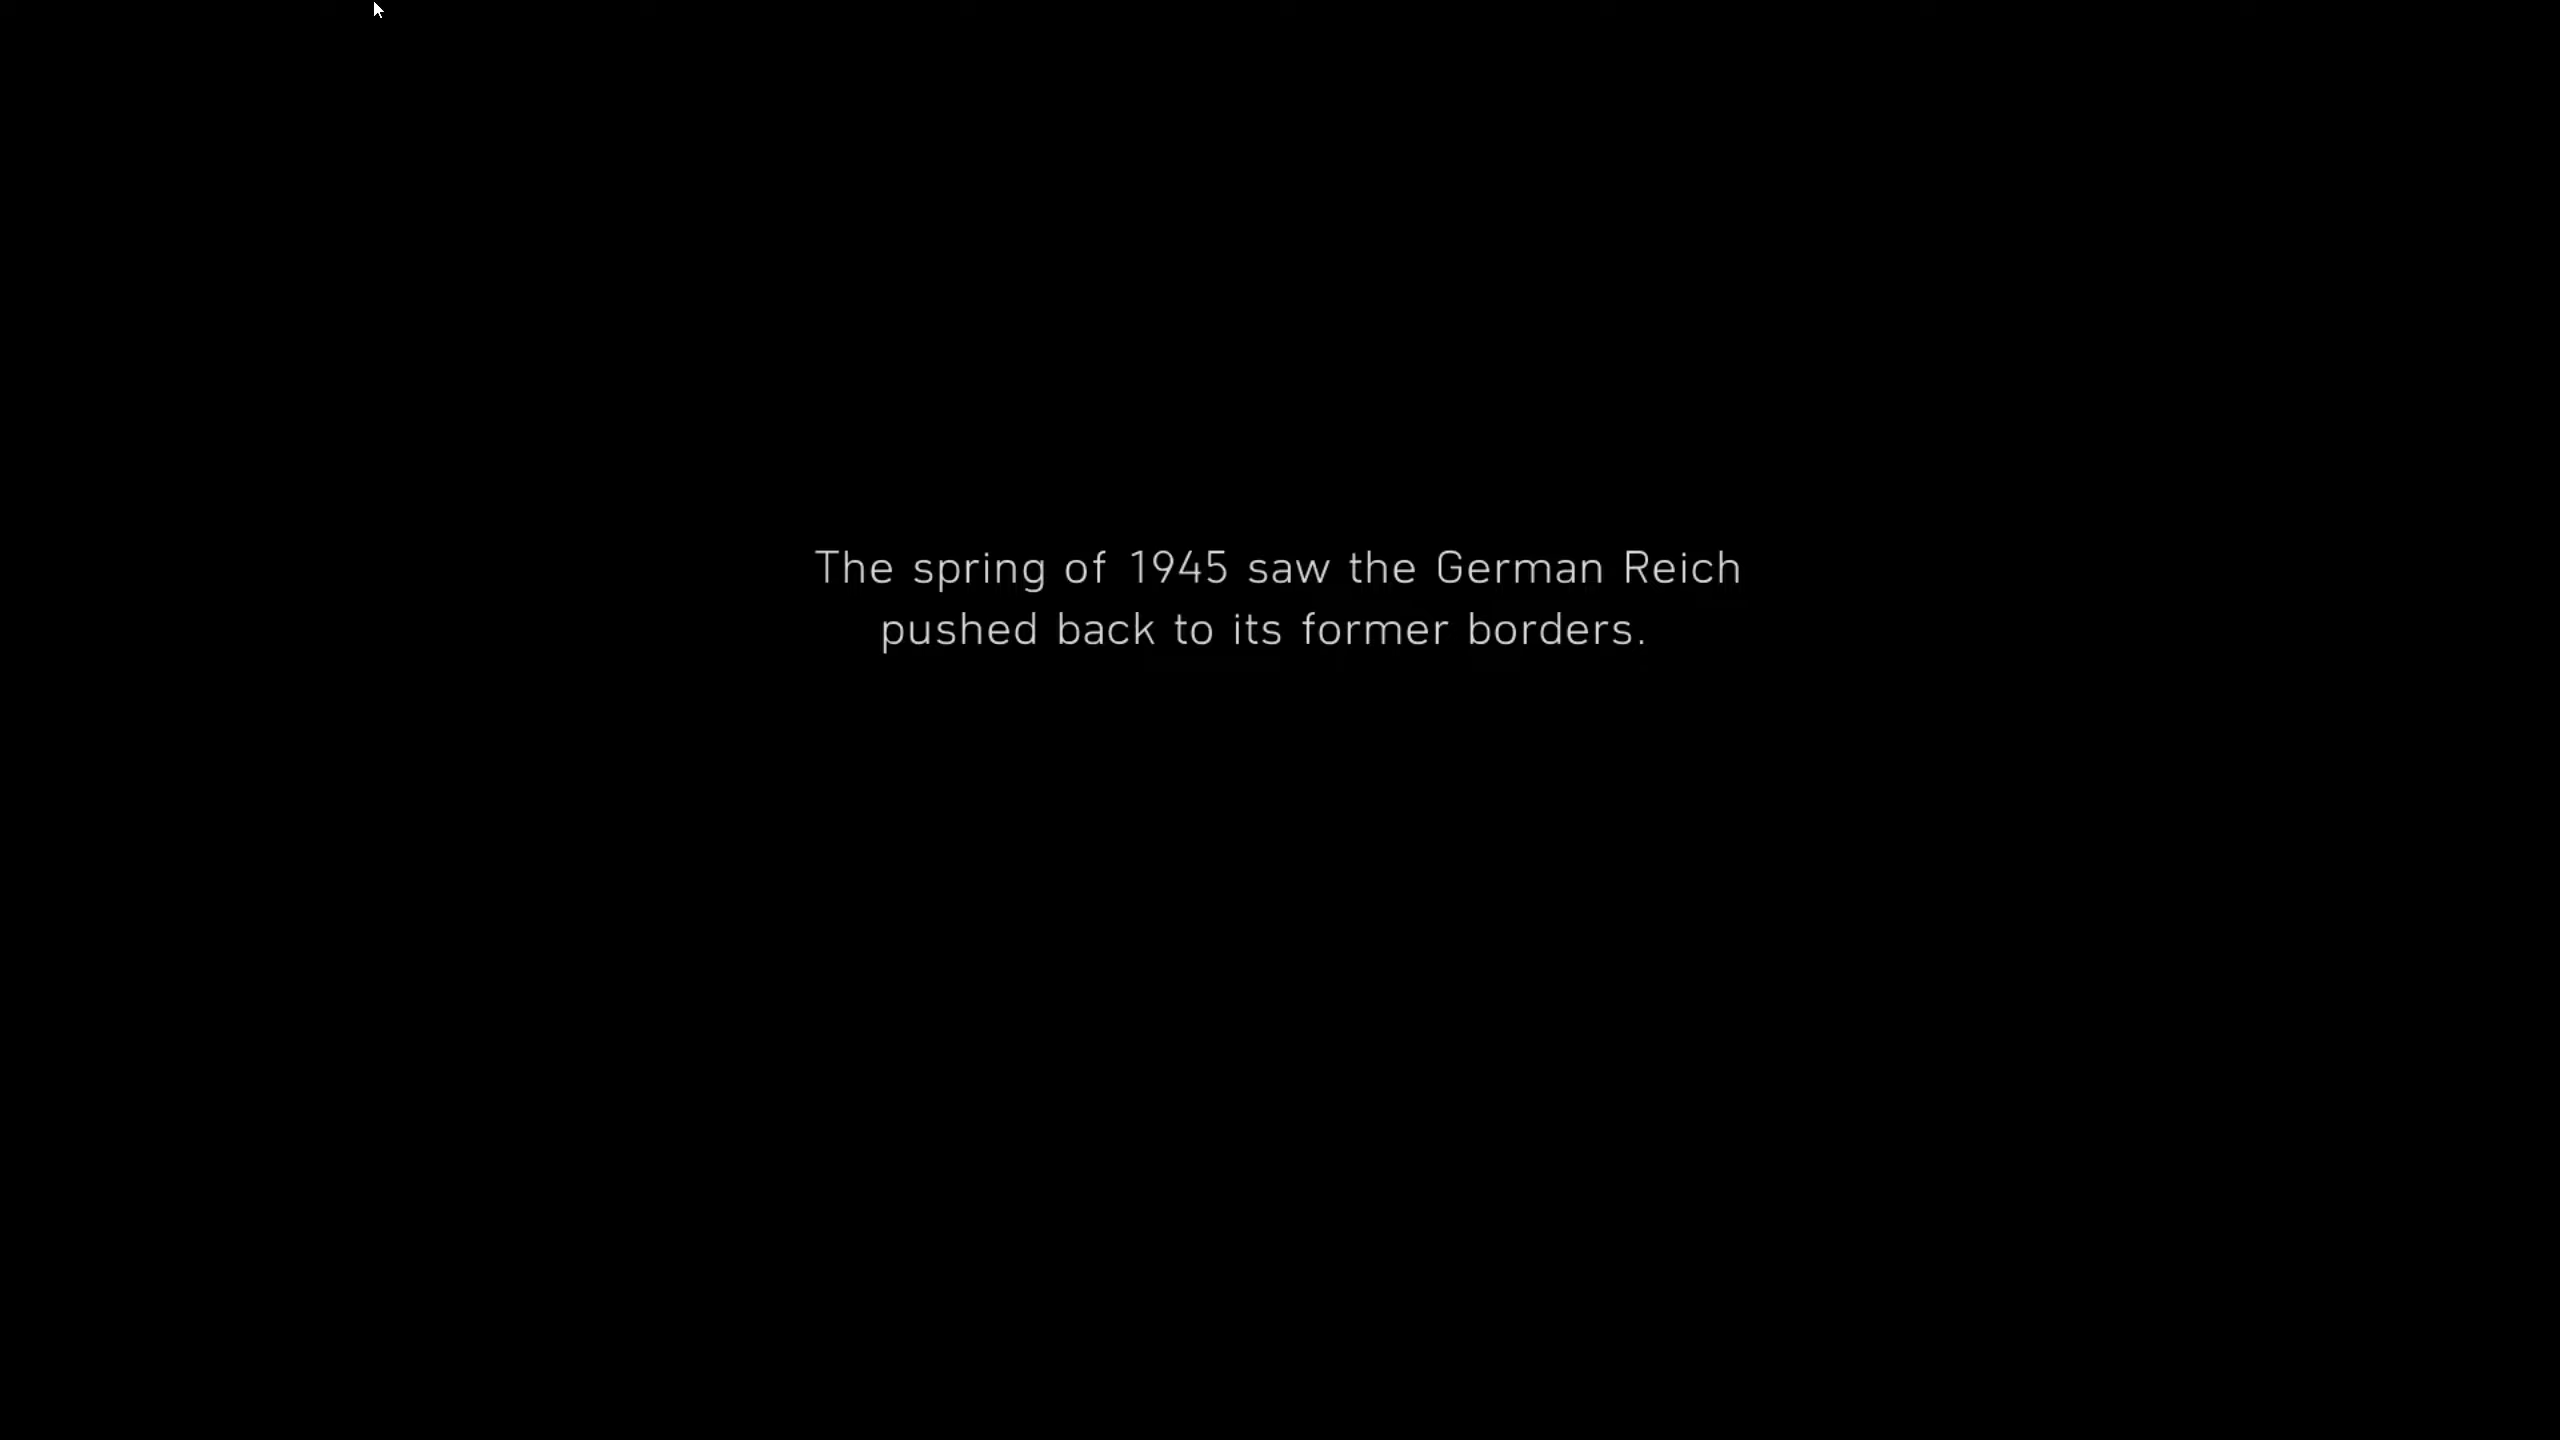 The spring of 1945 saw the German Reich
pushed back to its former borders.